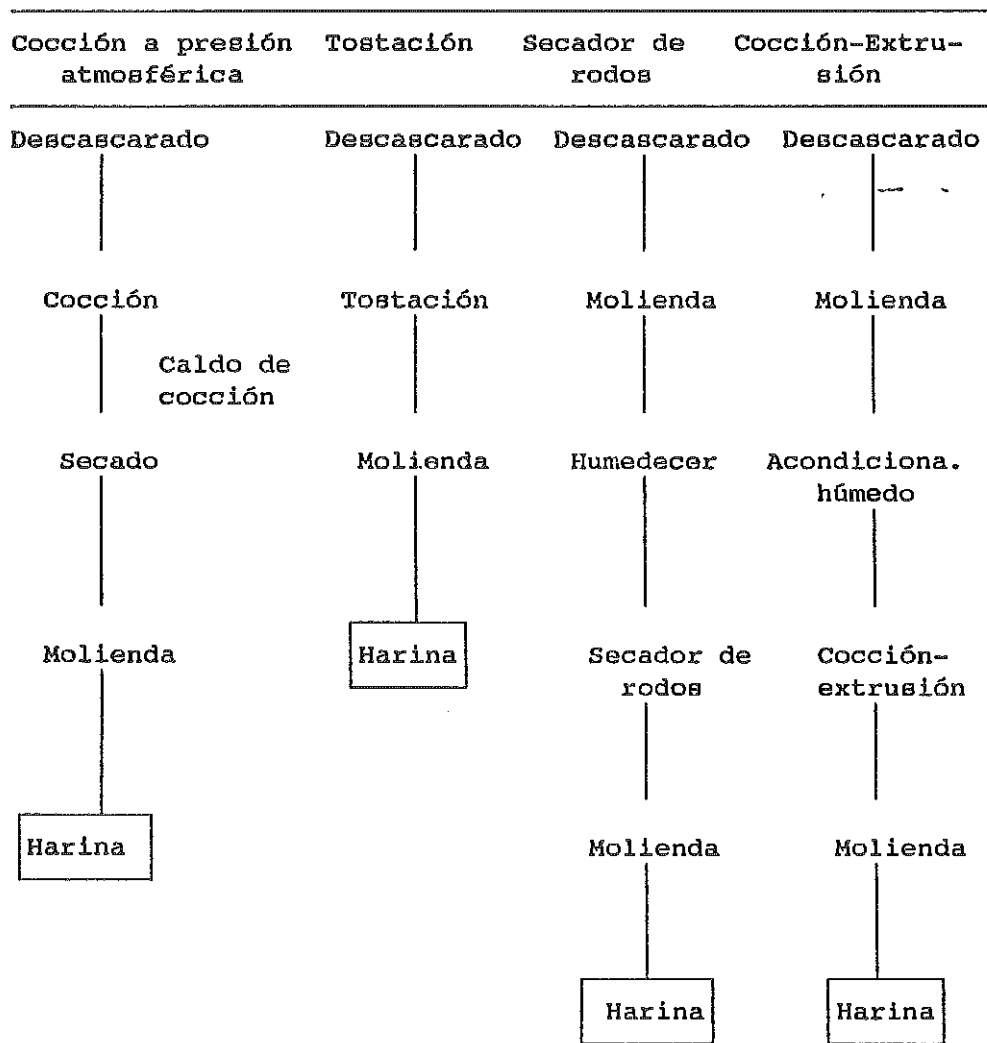 Cocción a presión Tostación Secador de Cocción-Extru-
atmosférica rodos sión
Descascarado Descascarado Descascarado Descascarado
Cocción Tostación Molienda Molienda
Caldo de
cocción
Secado Molienda Humedecer Acondiciona.
húmedo
Molienda Harina Secador de Cocción-
rodos extrusión
Harina Molienda Molienda
Harina Harina